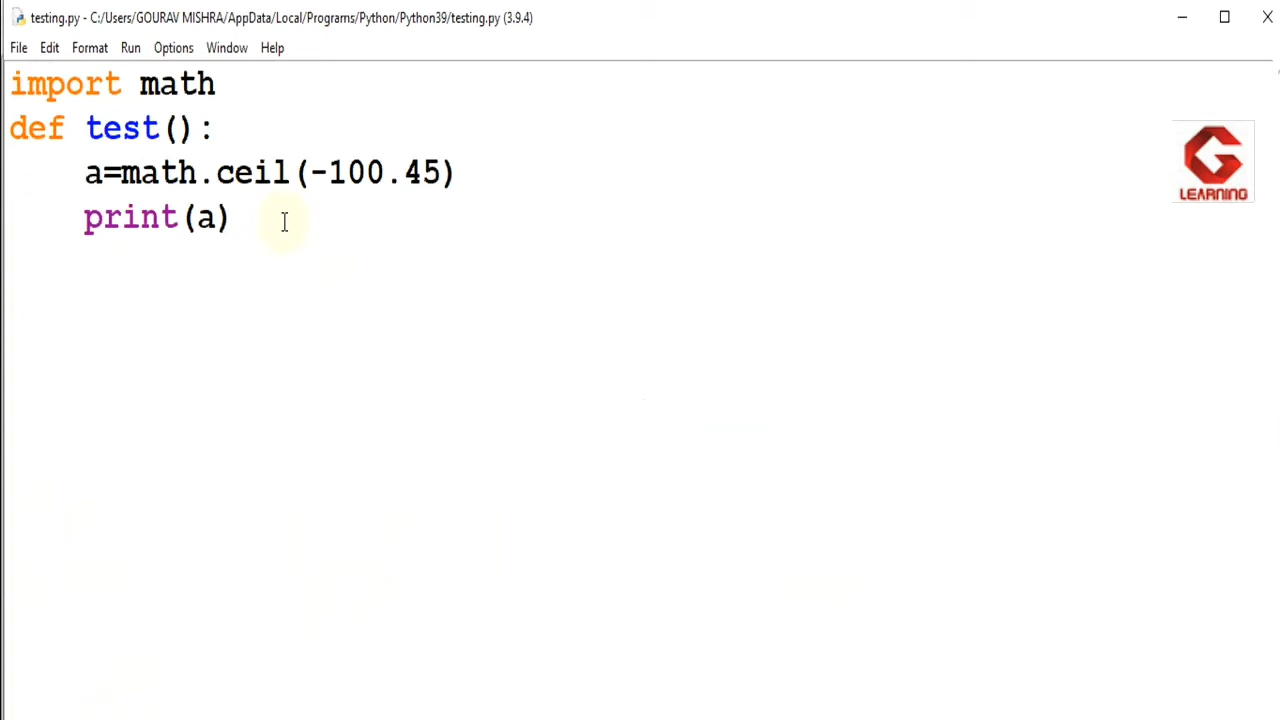 testing.py - C:/Users/GOURAV MISHRA/AppData/Local/Programs/Python/Python39/testing.py (3.9.4)
File Edit Format Run Options Window Help
import math
def test():
    a=math.ceil(-100.45)
    print(a)
LEARNING